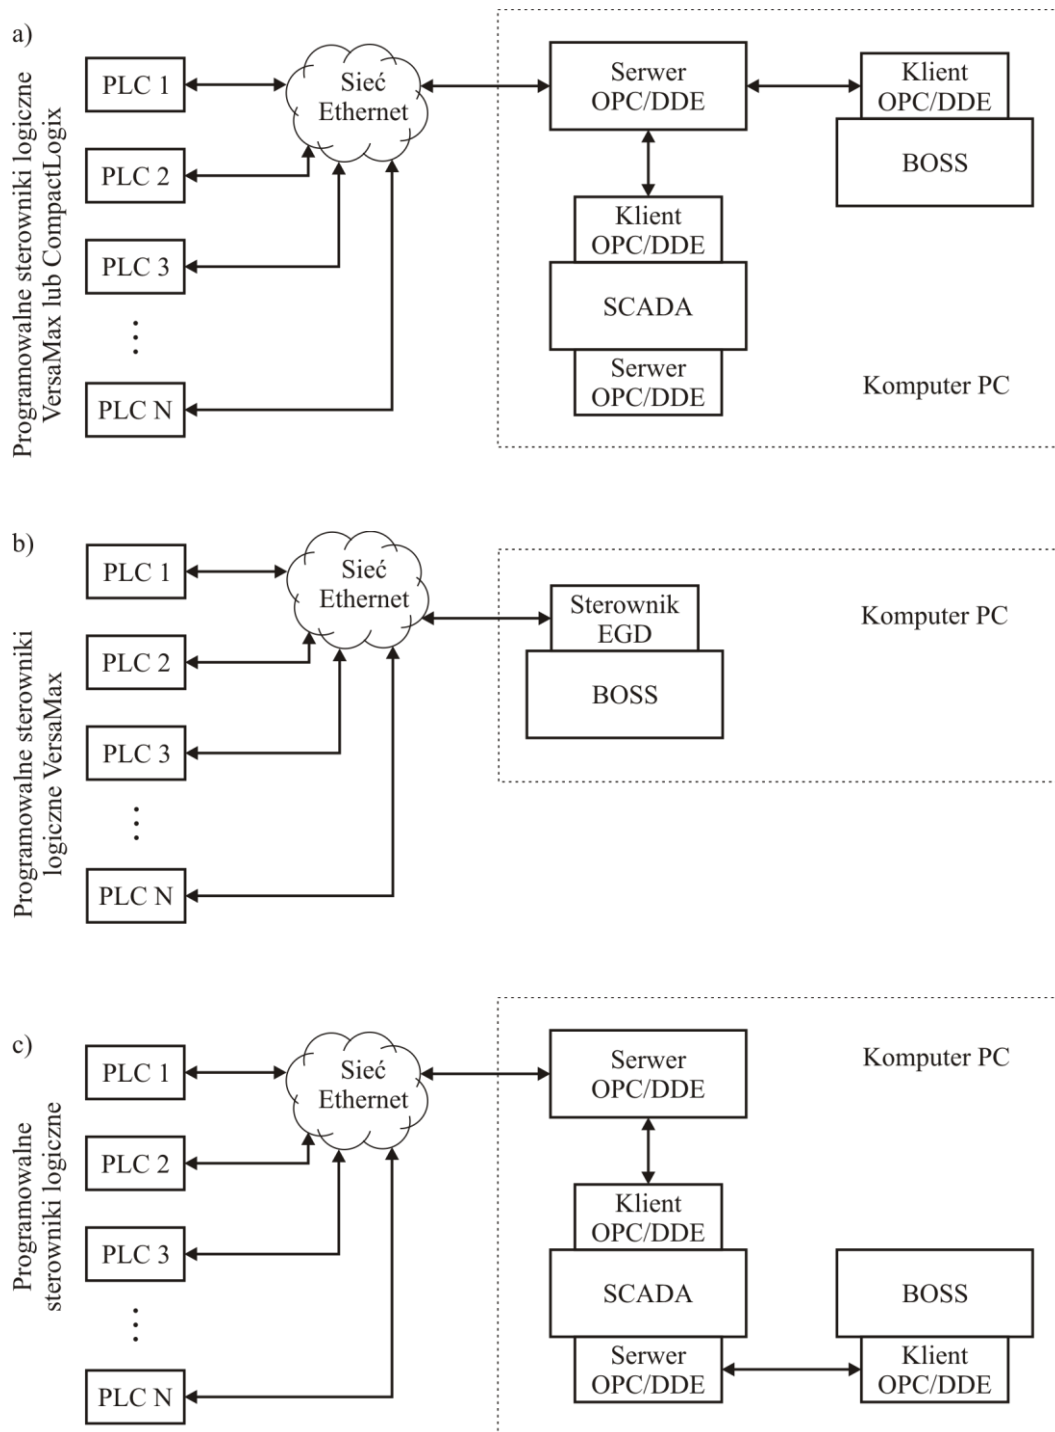 a)
Programowalne sterowniki logiczne
VersaMax lub CompactLogix
PLC 1
PLC 2
PLC 3
...
PLC N
Sieć
Ethernet
Serwer
OPC/DDE
Klient
OPC/DDE
BOSS
Klient
OPC/DDE
SCADA
Serwer
OPC/DDE
Komputer PC
b)
Programowalne sterowniki
logiczne VersaMax
PLC 1
PLC 2
PLC 3
...
PLC N
Sieć
Ethernet
Sterownik
EGD
BOSS
Komputer PC
c)
Programowalne
sterowniki logiczne
PLC 1
PLC 2
PLC 3
...
PLC N
Sieć
Ethernet
Serwer
OPC/DDE
Komputer PC
Klient
OPC/DDE
SCADA
Serwer
OPC/DDE
BOSS
Klient
OPC/DDE